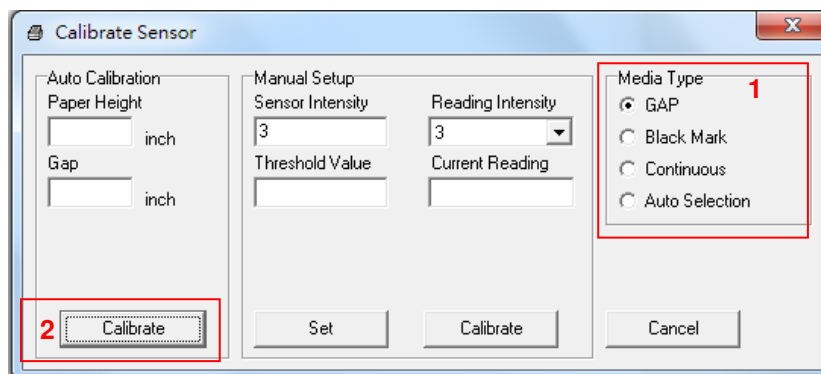 Calibrate Sensor
Auto Calibration
Paper Height
inch
Gap
inch
2
Calibrate
Manual Setup
Sensor Intensity
Reading Intensity
3
3
Threshold Value
Current Reading
Set
Calibrate
Media Type
1
GAP
Black Mark
Continuous
Auto Selection
Cancel